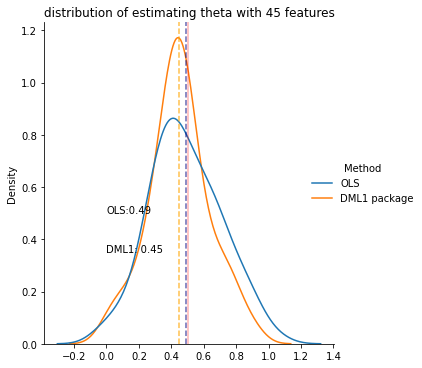 distribution of estimating theta with 45 features
1.2
1.0
0.8
0.6
0.4
0.2
0.0
Density
OLS:0.49
DML1: 0.45
Method
OLS
DML1 package
−0.2 0.0 0.2 0.4 0.6 0.8 1.0 1.2 1.4